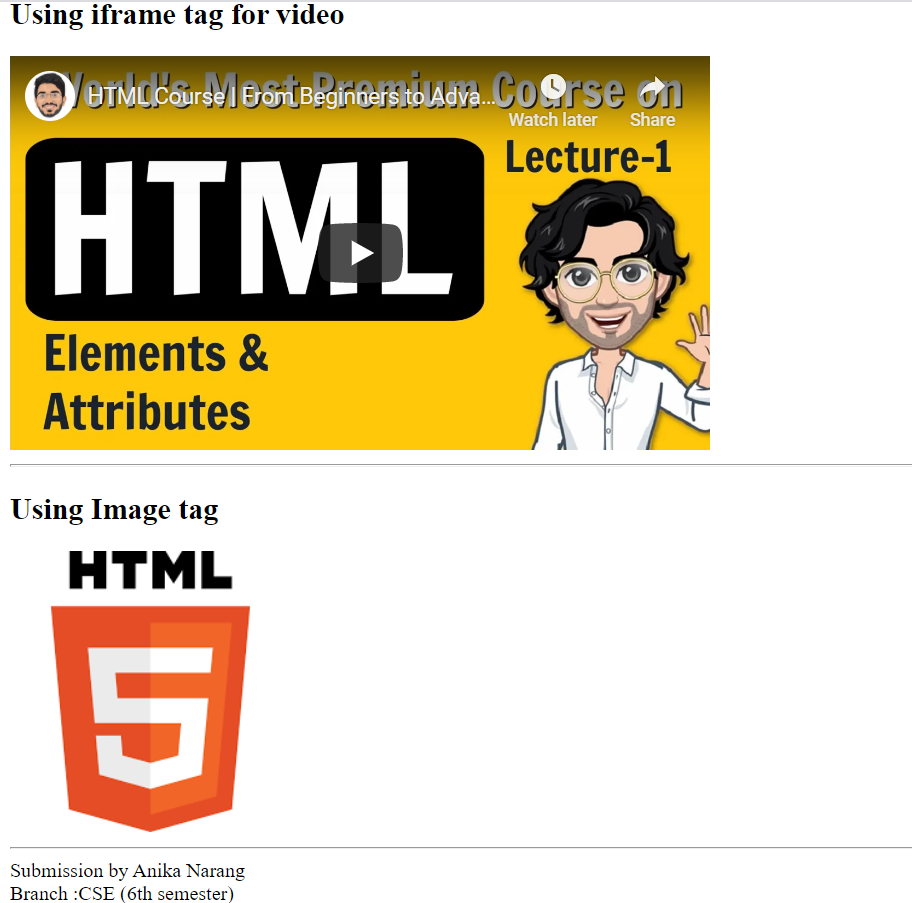 Using iframe tag for video
World's Most Premium Course on
HTML Course | From Beginners to Adva...
Watch later
Share
Lecture-1
HTML
Elements &
Attributes
Using Image tag
HTML
5
Submission by Anika Narang
Branch :CSE (6th semester)